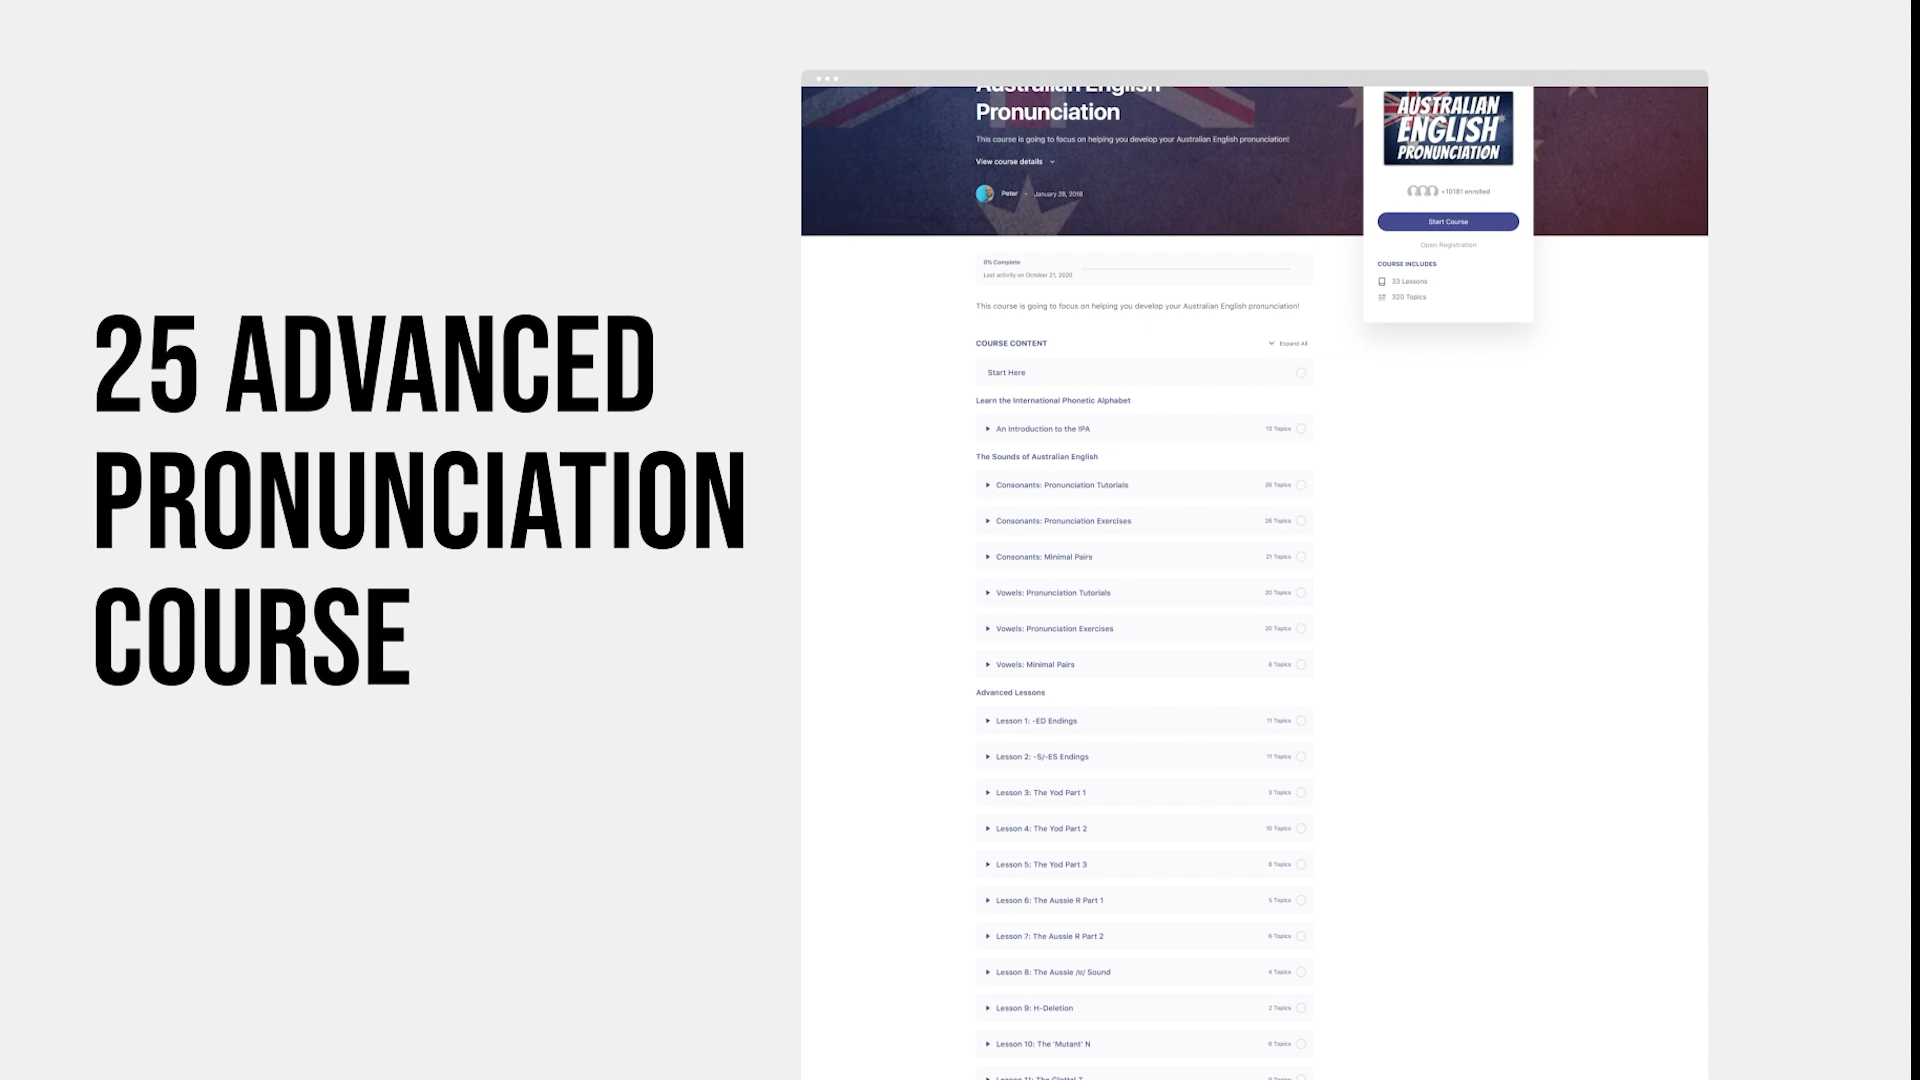 25 ADVANCED
PRONUNCIATION
COURSE
Australian English
Pronunciation
This course is going to focus on helping you develop your Australian English pronunciation!
View course details
Peter - January 28, 2018
AUSTRALIAN
ENGLISH
PRONUNCIATION
+10181 enrolled
Start Course
Open Registration
COURSE INCLUDES
33 Lessons
320 Topics
0% Complete
Last activity on October 21, 2020
This course is going to focus on helping you develop your Australian English pronunciation!
COURSE CONTENT Expand All
Start Here
Learn the International Phonetic Alphabet
An Introduction to the IPA 13 Topics
The Sounds of Australian English
Consonants: Pronunciation Tutorials 26 Topics
Consonants: Pronunciation Exercises 26 Topics
Consonants: Minimal Pairs 21 Topics
Vowels: Pronunciation Tutorials 20 Topics
Vowels: Pronunciation Exercises 20 Topics
Vowels: Minimal Pairs 8 Topics
Advanced Lessons
Lesson 1: -ED Endings 11 Topics
Lesson 2: -S/-ES Endings 11 Topics
Lesson 3: The Yod Part 1 3 Topics
Lesson 4: The Yod Part 2 10 Topics
Lesson 5: The Yod Part 3 8 Topics
Lesson 6: The Aussie R Part 1 5 Topics
Lesson 7: The Aussie R Part 2 6 Topics
Lesson 8: The Aussie /ɐ/ Sound 4 Topics
Lesson 9: H-Deletion 2 Topics
Lesson 10: The 'Mutant' N 6 Topics
Lesson 11: The Glottal T